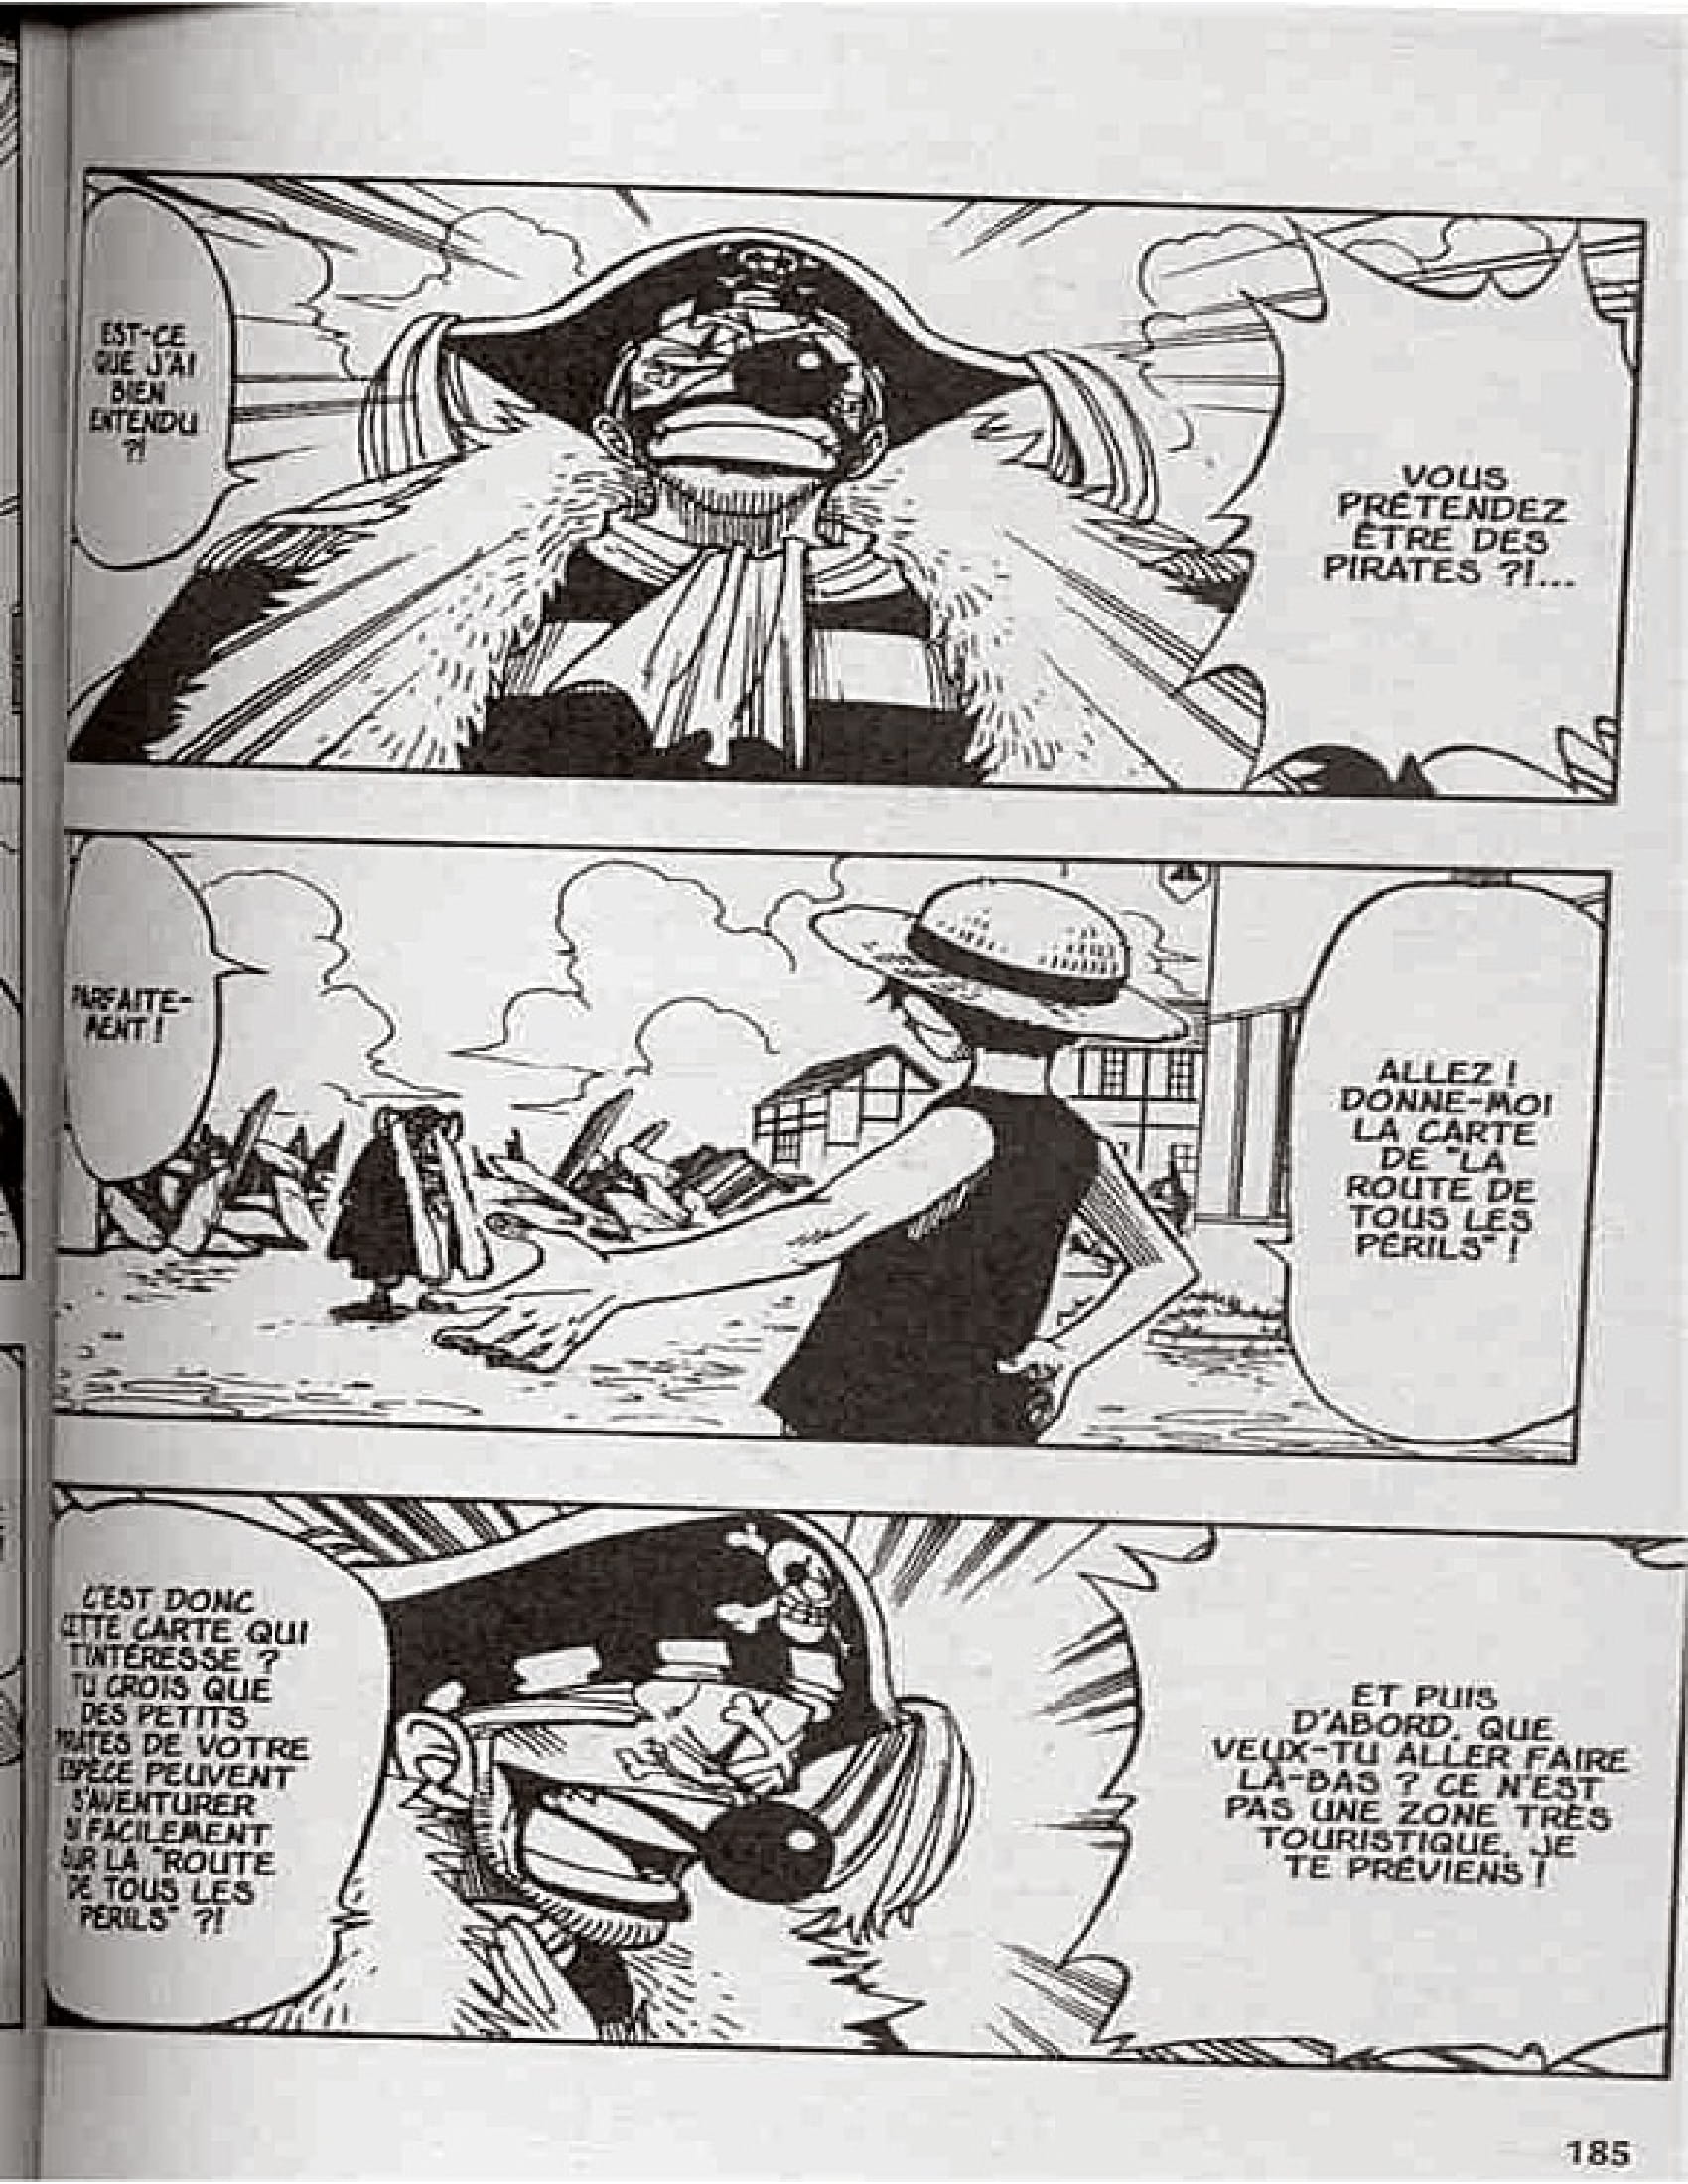 VOUS
PRÉTENDEZ
ÊTRE DES
PIRATES ?!...
EST-CE
QUE J'AI
BIEN
ENTENDU
?!
ALLEZ !
DONNE-MOI
LA CARTE
DE "LA
ROUTE DE
TOUS LES
PÉRILS" !
PARFAITE-
MENT !
ET PUIS
D'ABORD, QUE
VEUX-TU ALLER FAIRE
LÀ-BAS ? CE N'EST
PAS UNE ZONE TRÈS
TOURISTIQUE, JE
TE PRÉVIENS !
C'EST DONC
CETTE CARTE QUI
T'INTÉRESSE ?
TU CROIS QUE
DES PETITS
PIRATES DE VOTRE
ESPÈCE PEUVENT
S'AVENTURER
SI FACILEMENT
SUR LA "ROUTE
DE TOUS LES
PÉRILS" ?!
185